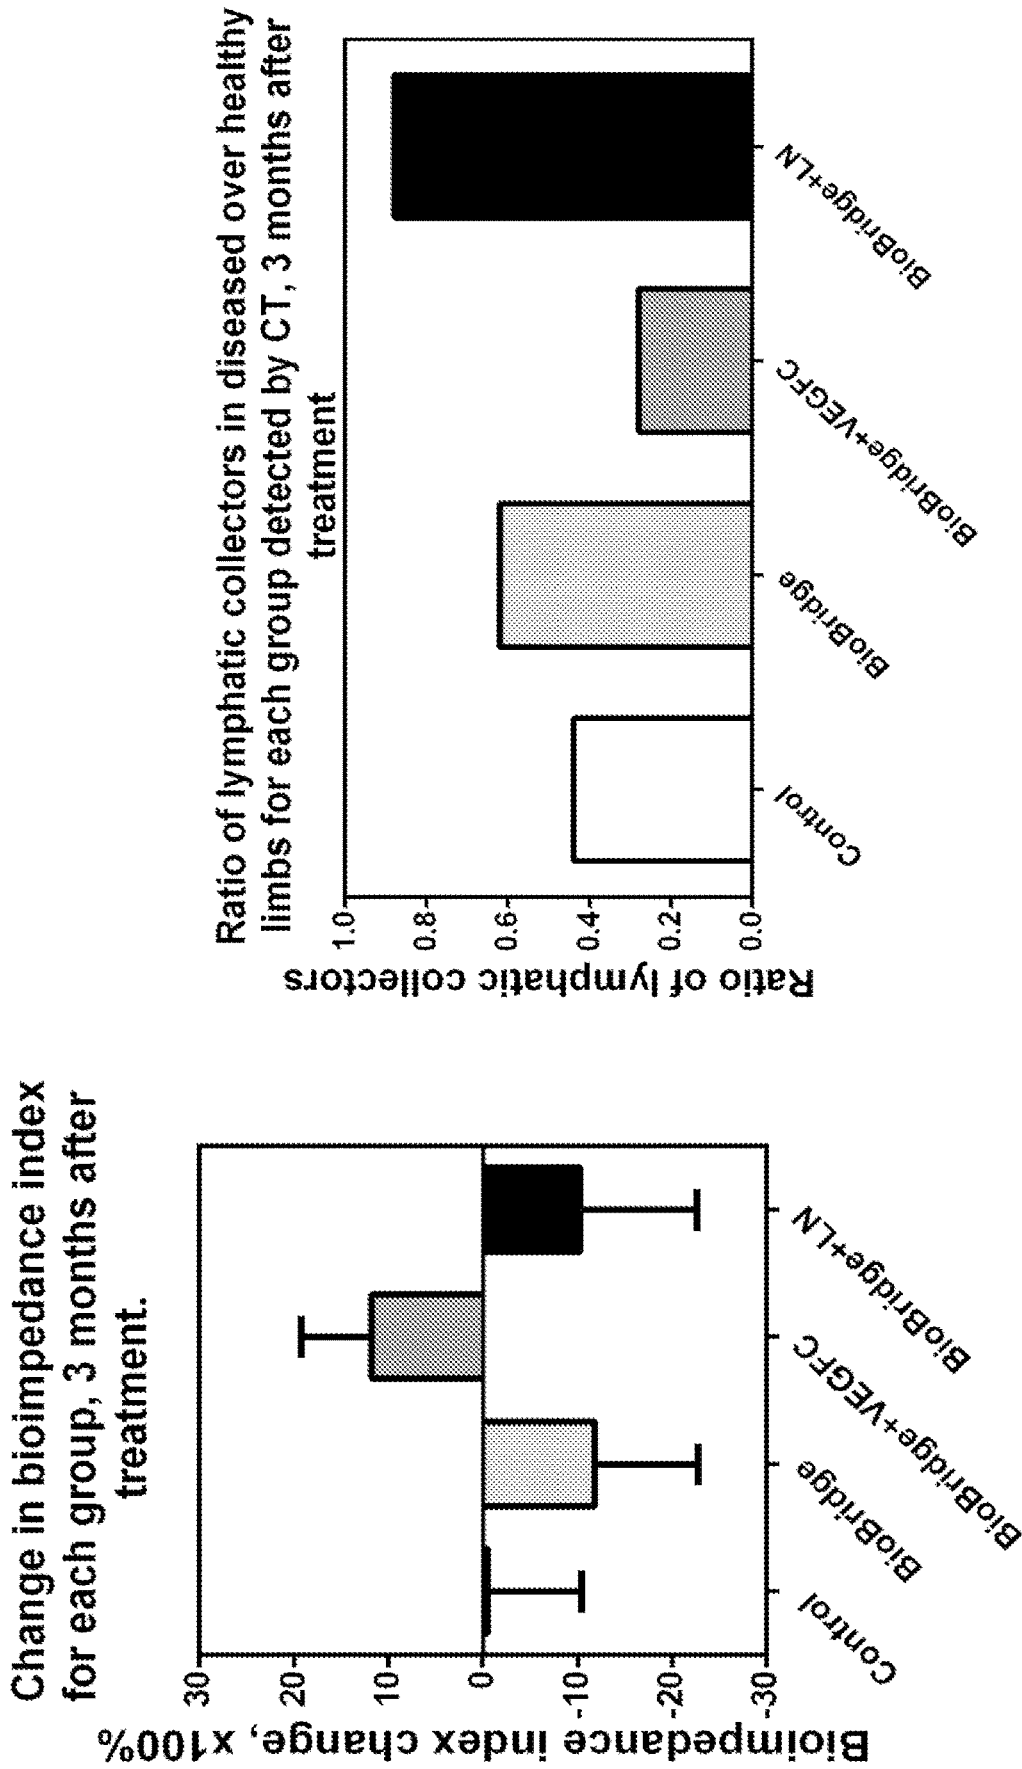 Change in bioimpedance index
for each group, 3 months after
treatment.
Bioimpedance index change, x100%
30
20
10
0
-10
-20
-30
Control
BioBridge
BioBridge+VEGFC
BioBridge+LN
Ratio of lymphatic collectors in diseased over healthy
limbs for each group detected by CT, 3 months after
treatment
Ratio of lymphatic collectors
1.0
0.8
0.6
0.4
0.2
0.0
Control
BioBridge
BioBridge+VEGFC
BioBridge+LN